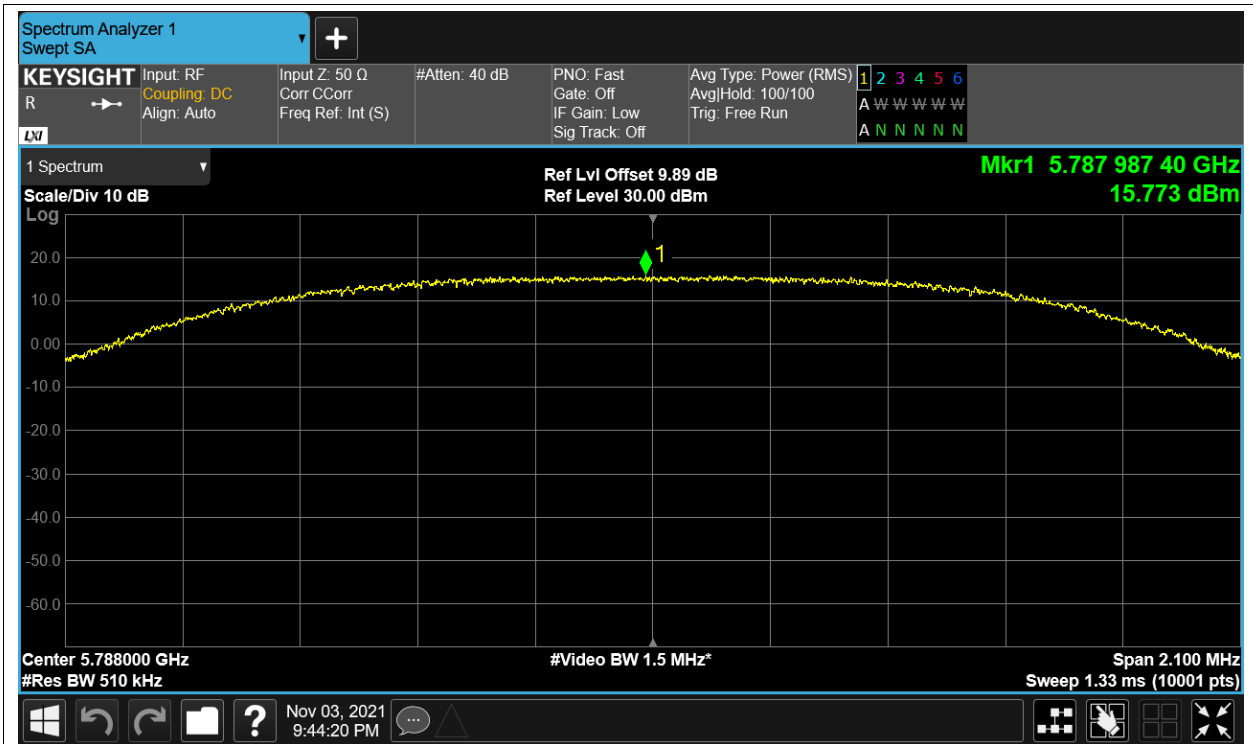 Spectrum Analyzer 1
Swept SA
KEYSIGHT
R
LXI
Input: RF
Coupling: DC
Align: Auto
Input Z: 50 Ω
Corr CCorr
Freq Ref: Int (S)
#Atten: 40 dB
PNO: Fast
Gate: Off
IF Gain: Low
Sig Track: Off
Avg Type: Power (RMS)
Avg|Hold: 100/100
Trig: Free Run
1 2 3 4 5 6
A W W W W W
A N N N N N
1 Spectrum
Scale/Div 10 dB
Log
Ref Lvl Offset 9.89 dB
Ref Level 30.00 dBm
Mkr1 5.787 987 40 GHz
15.773 dBm
1
20.0
10.0
0.00
-10.0
-20.0
-30.0
-40.0
-50.0
-60.0
Center 5.788000 GHz
#Res BW 510 kHz
#Video BW 1.5 MHz*
Span 2.100 MHz
Sweep 1.33 ms (10001 pts)
?
Nov 03, 2021
9:44:20 PM